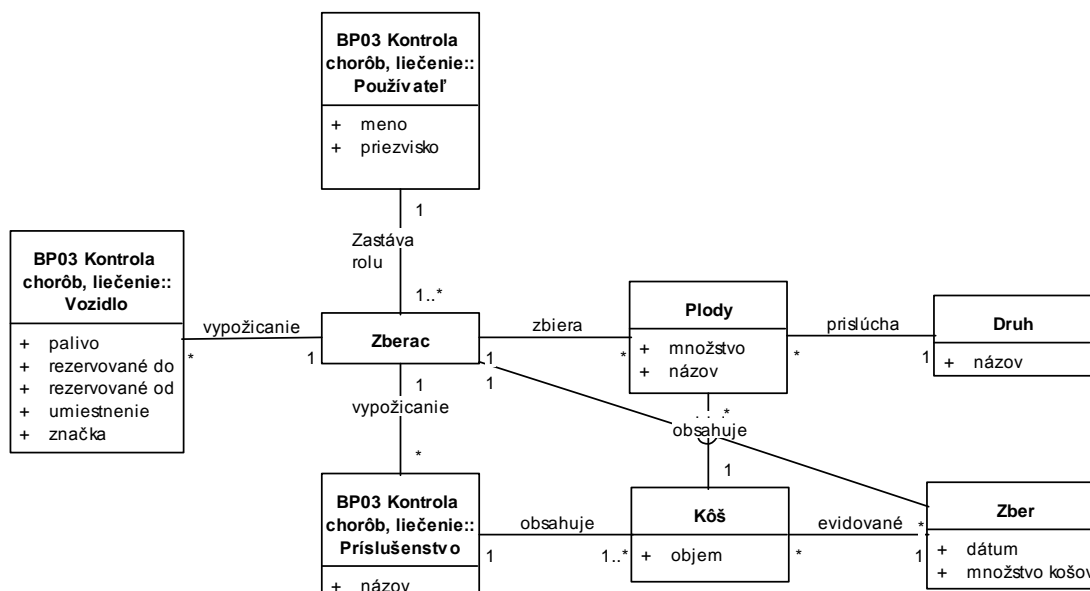 BP03 Kontrola
chorôb, liečenie::
Používateľ
+ meno
+ priezvisko
1
Zastáva
rolu
1..*
BP03 Kontrola
chorôb, liečenie::
Vozidlo
+ palivo
+ rezervované do
+ rezervované od
+ umiestnenie
+ značka
vypožicanie
*
1
Zberac
1
1
1
zbiera
*
Plody
+ množstvo
+ názov
prislúcha
*
1
Druh
+ názov
vypožicanie
*
*
obsahuje
1
BP03 Kontrola
chorôb, liečenie::
Príslušenstvo
+ názov
obsahuje
1
1..*
Kôš
+ objem
evidované
*
*
1
Zber
+ dátum
+ množstvo košov